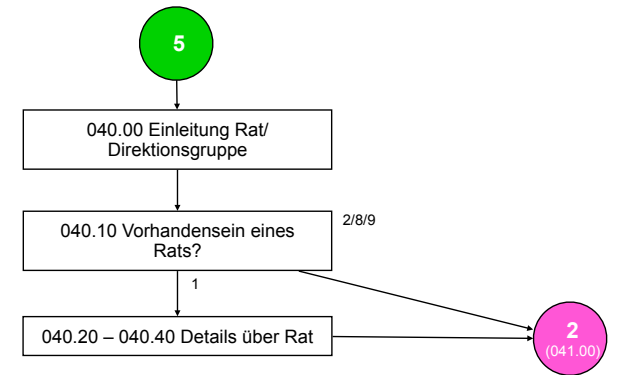 5
040.00 Einleitung Rat/
Direktionsgruppe
040.10 Vorhandensein eines
Rats?
2/8/9
1
040.20 – 040.40 Details über Rat
2
(041.00)